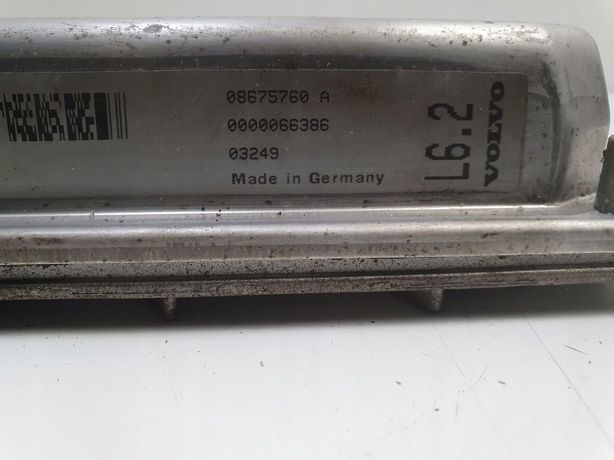 08675760 A
0000066386
03249
Made in Germany
L6.2
VOLVO